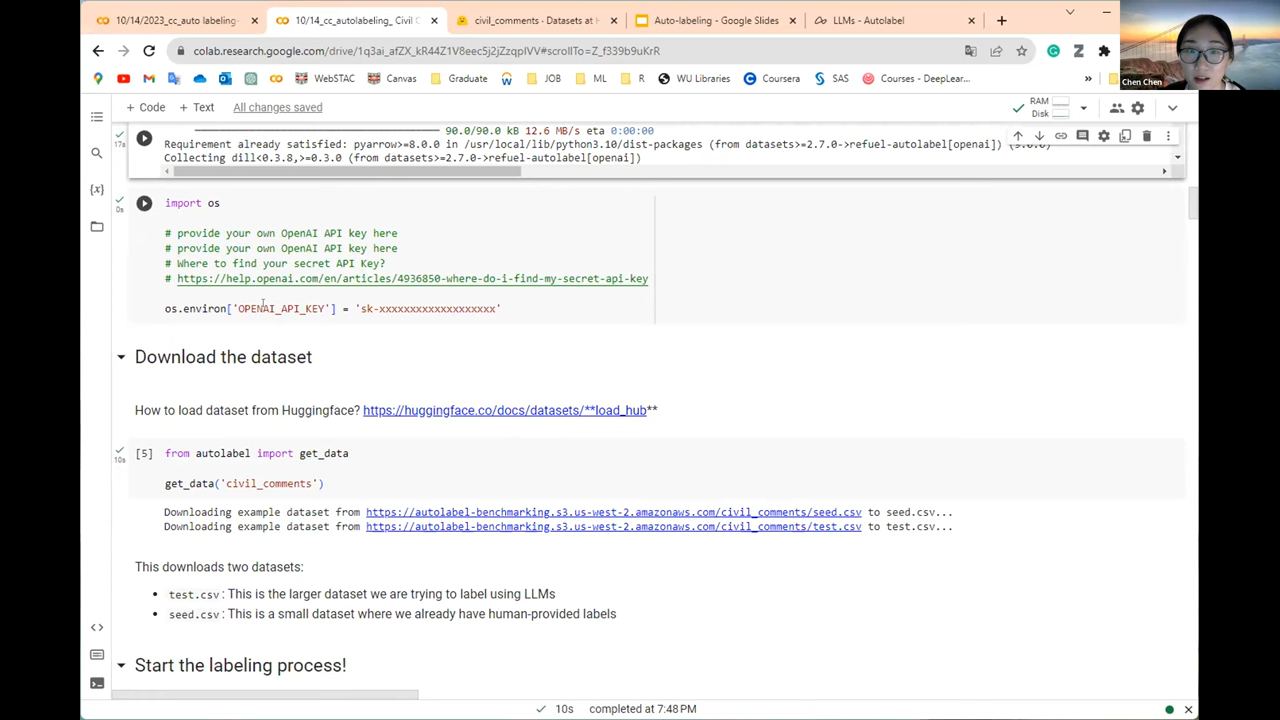 10/14/2023_cc_auto labeling-
10/14_cc_autolabeling_ Civil C
civil_comments · Datasets at H
Auto-labeling - Google Slides
LLMs - Autolabel
colab.research.google.com/drive/1q3ai_afZX_kR44Z1V8eec5j2jZzqpIVV#scrollTo=Z_f339b9uKrR
WebSTAC
Canvas
Graduate
JOB
ML
R
WU Libraries
Coursera
SAS
Courses - DeepLear...
Chen Chen
+ Code + Text All changes saved
RAM
Disk
17s
90.0/90.0 kB 12.6 MB/s eta 0:00:00
Requirement already satisfied: pyarrow>=8.0.0 in /usr/local/lib/python3.10/dist-packages (from datasets>=2.7.0->refuel-autolabel[openai]) (9.0.0)
Collecting dill<0.3.8,>=0.3.0 (from datasets>=2.7.0->refuel-autolabel[openai])
0s
import os
# provide your own OpenAI API key here
# provide your own OpenAI API key here
# Where to find your secret API Key?
# https://help.openai.com/en/articles/4936850-where-do-i-find-my-secret-api-key
os.environ['OPENAI_API_KEY'] = 'sk-xxxxxxxxxxxxxxxxxxx'
Download the dataset
How to load dataset from Huggingface? https://huggingface.co/docs/datasets/**load_hub**
10s
[5] from autolabel import get_data
get_data('civil_comments')
Downloading example dataset from https://autolabel-benchmarking.s3.us-west-2.amazonaws.com/civil_comments/seed.csv to seed.csv...
Downloading example dataset from https://autolabel-benchmarking.s3.us-west-2.amazonaws.com/civil_comments/test.csv to test.csv...
This downloads two datasets:
• test.csv: This is the larger dataset we are trying to label using LLMs
• seed.csv: This is a small dataset where we already have human-provided labels
Start the labeling process!
10s completed at 7:48 PM